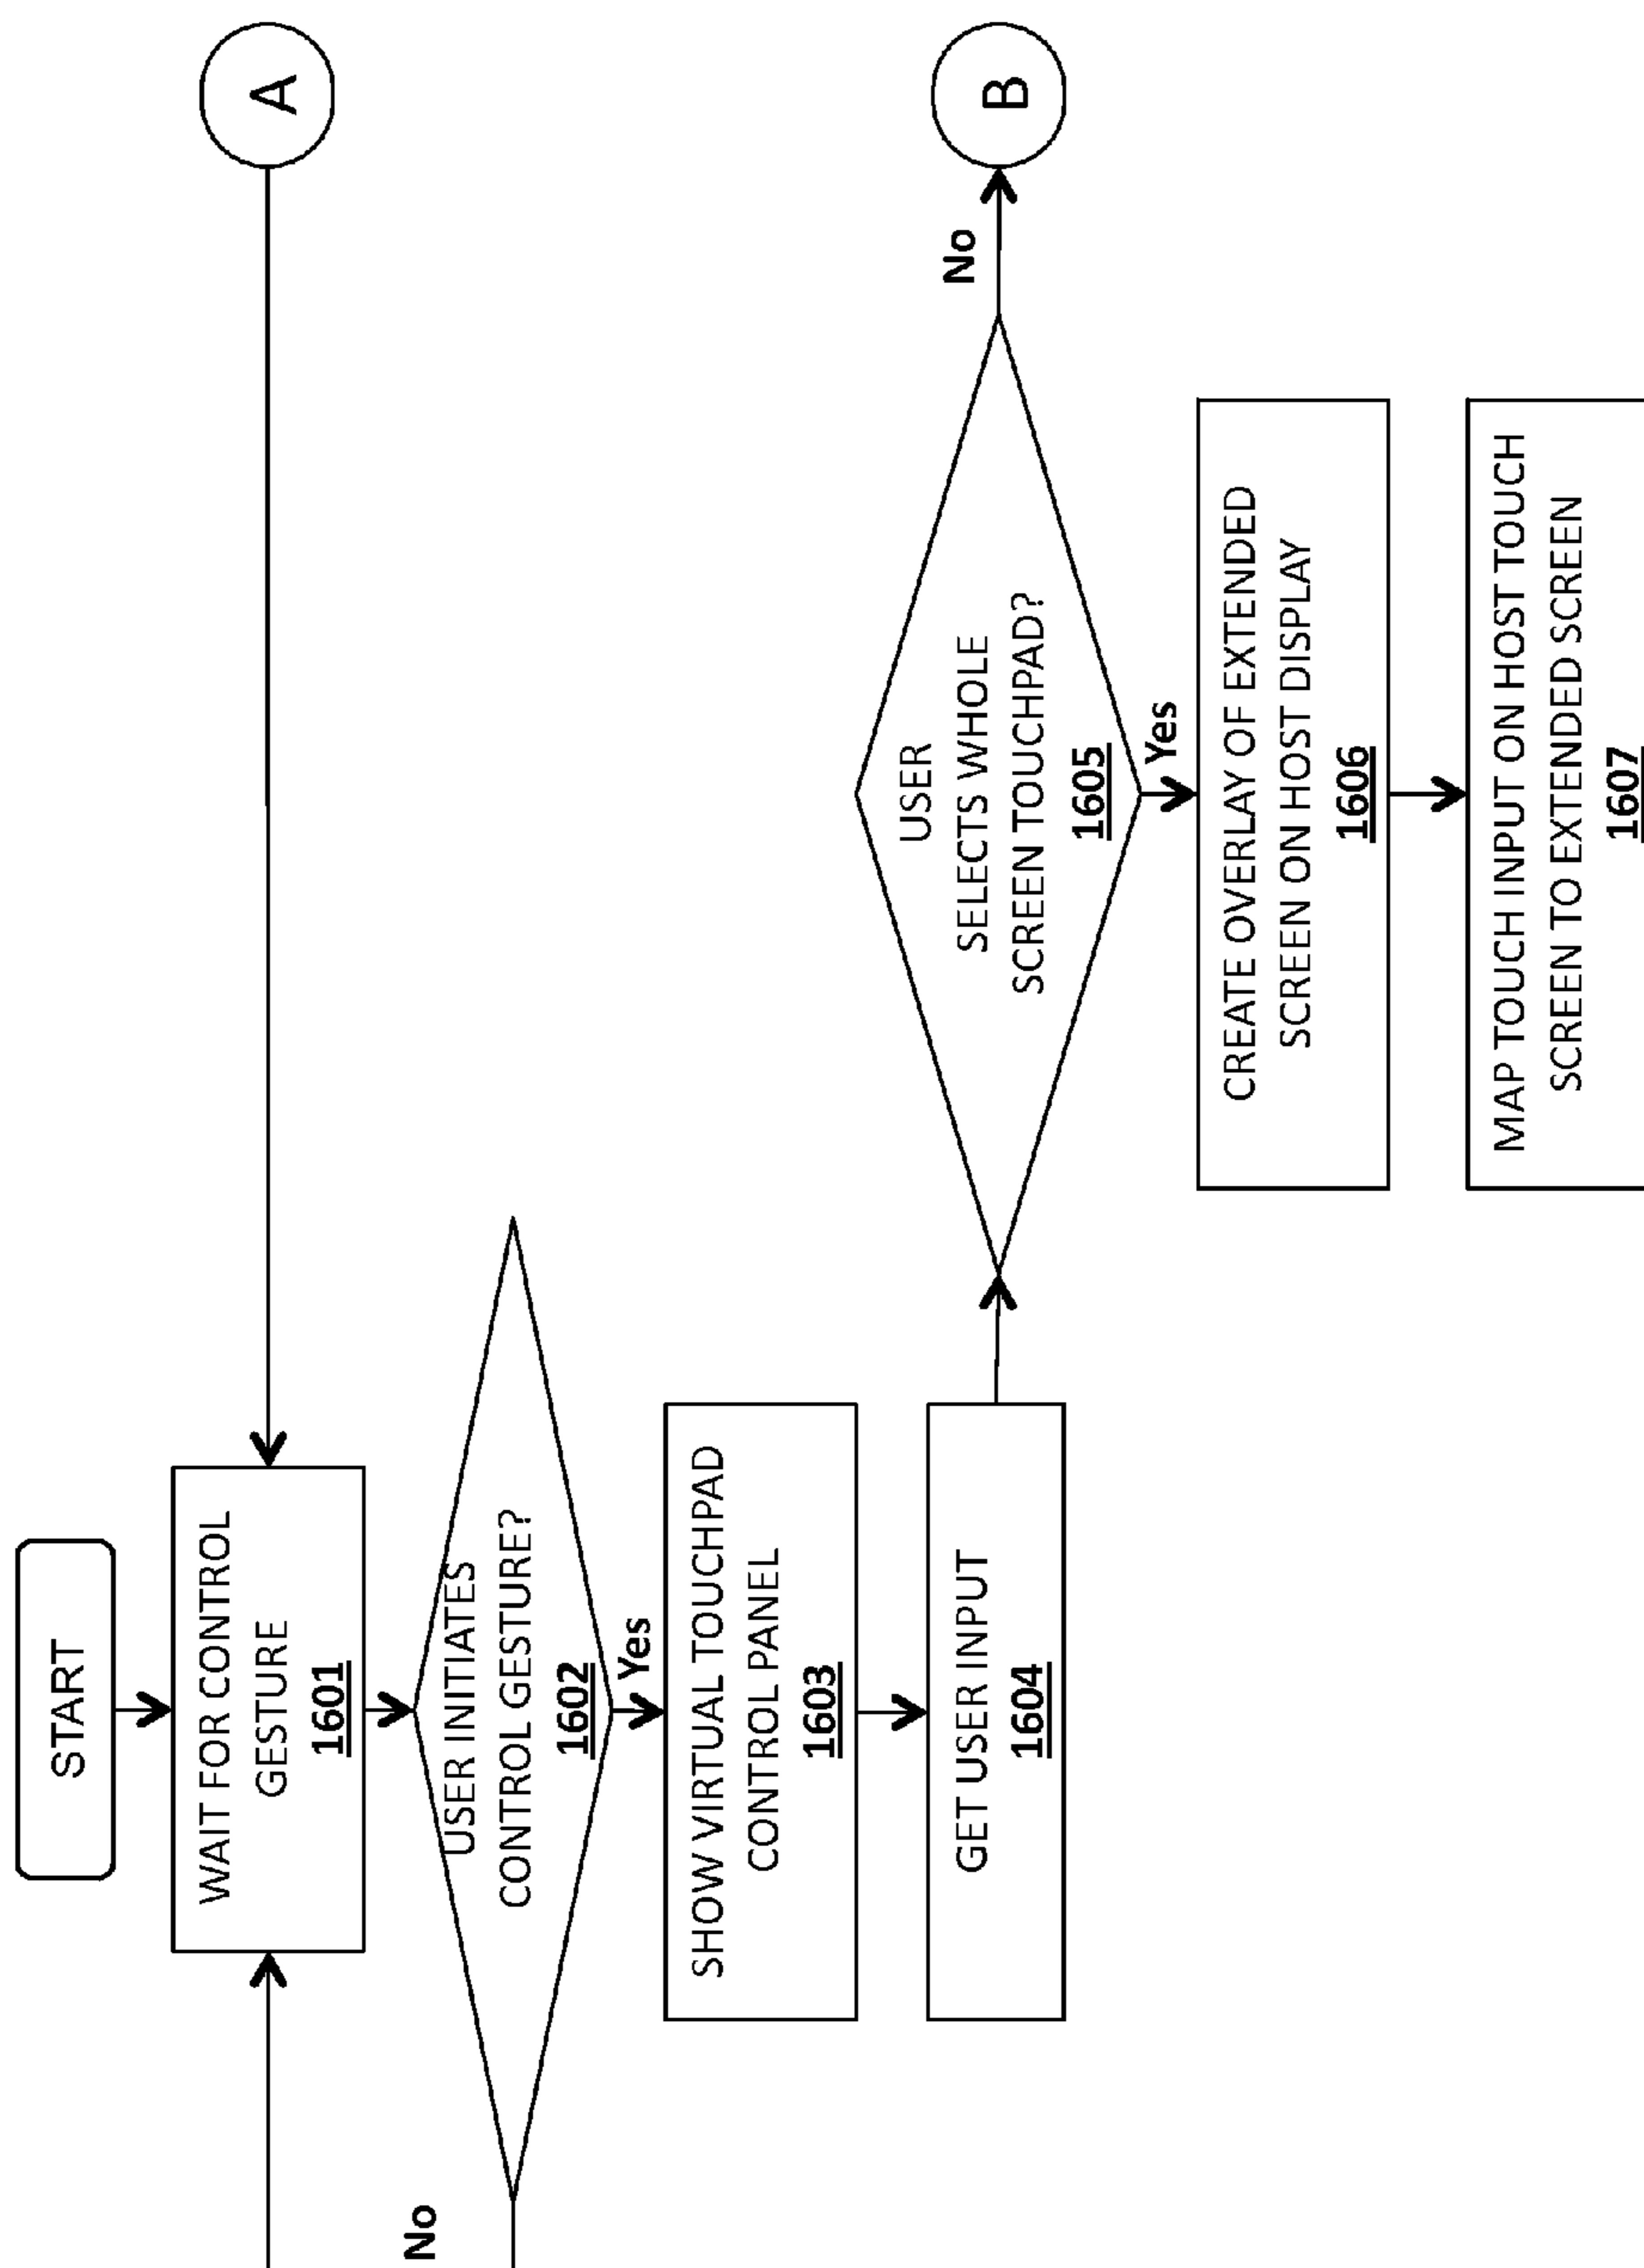 START
WAIT FOR CONTROL
GESTURE
1601
USER INITIATES
CONTROL GESTURE?
1602
No
Yes
SHOW VIRTUAL TOUCHPAD
CONTROL PANEL
1603
GET USER INPUT
1604
A
USER
SELECTS WHOLE
SCREEN TOUCHPAD?
1605
No
B
Yes
CREATE OVERLAY OF EXTENDED
SCREEN ON HOST DISPLAY
1606
MAP TOUCH INPUT ON HOST TOUCH
SCREEN TO EXTENDED SCREEN
1607